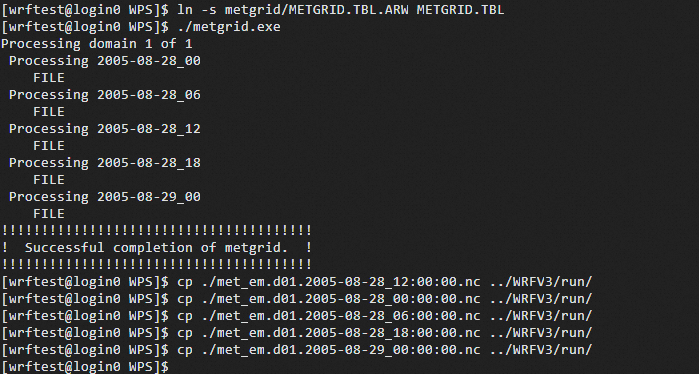 [wrftest@login0 WPS]$ ln -s metgrid/METGRID.TBL.ARW METGRID.TBL
[wrftest@login0 WPS]$ ./metgrid.exe
Processing domain 1 of 1
 Processing 2005-08-28_00
    FILE
 Processing 2005-08-28_06
    FILE
 Processing 2005-08-28_12
    FILE
 Processing 2005-08-28_18
    FILE
 Processing 2005-08-29_00
    FILE
!!!!!!!!!!!!!!!!!!!!!!!!!!!!!!!!!!!!!!!
!  Successful completion of metgrid.  !
!!!!!!!!!!!!!!!!!!!!!!!!!!!!!!!!!!!!!!!
[wrftest@login0 WPS]$ cp ./met_em.d01.2005-08-28_12:00:00.nc ../WRFV3/run/
[wrftest@login0 WPS]$ cp ./met_em.d01.2005-08-28_00:00:00.nc ../WRFV3/run/
[wrftest@login0 WPS]$ cp ./met_em.d01.2005-08-28_06:00:00.nc ../WRFV3/run/
[wrftest@login0 WPS]$ cp ./met_em.d01.2005-08-28_18:00:00.nc ../WRFV3/run/
[wrftest@login0 WPS]$ cp ./met_em.d01.2005-08-29_00:00:00.nc ../WRFV3/run/
[wrftest@login0 WPS]$